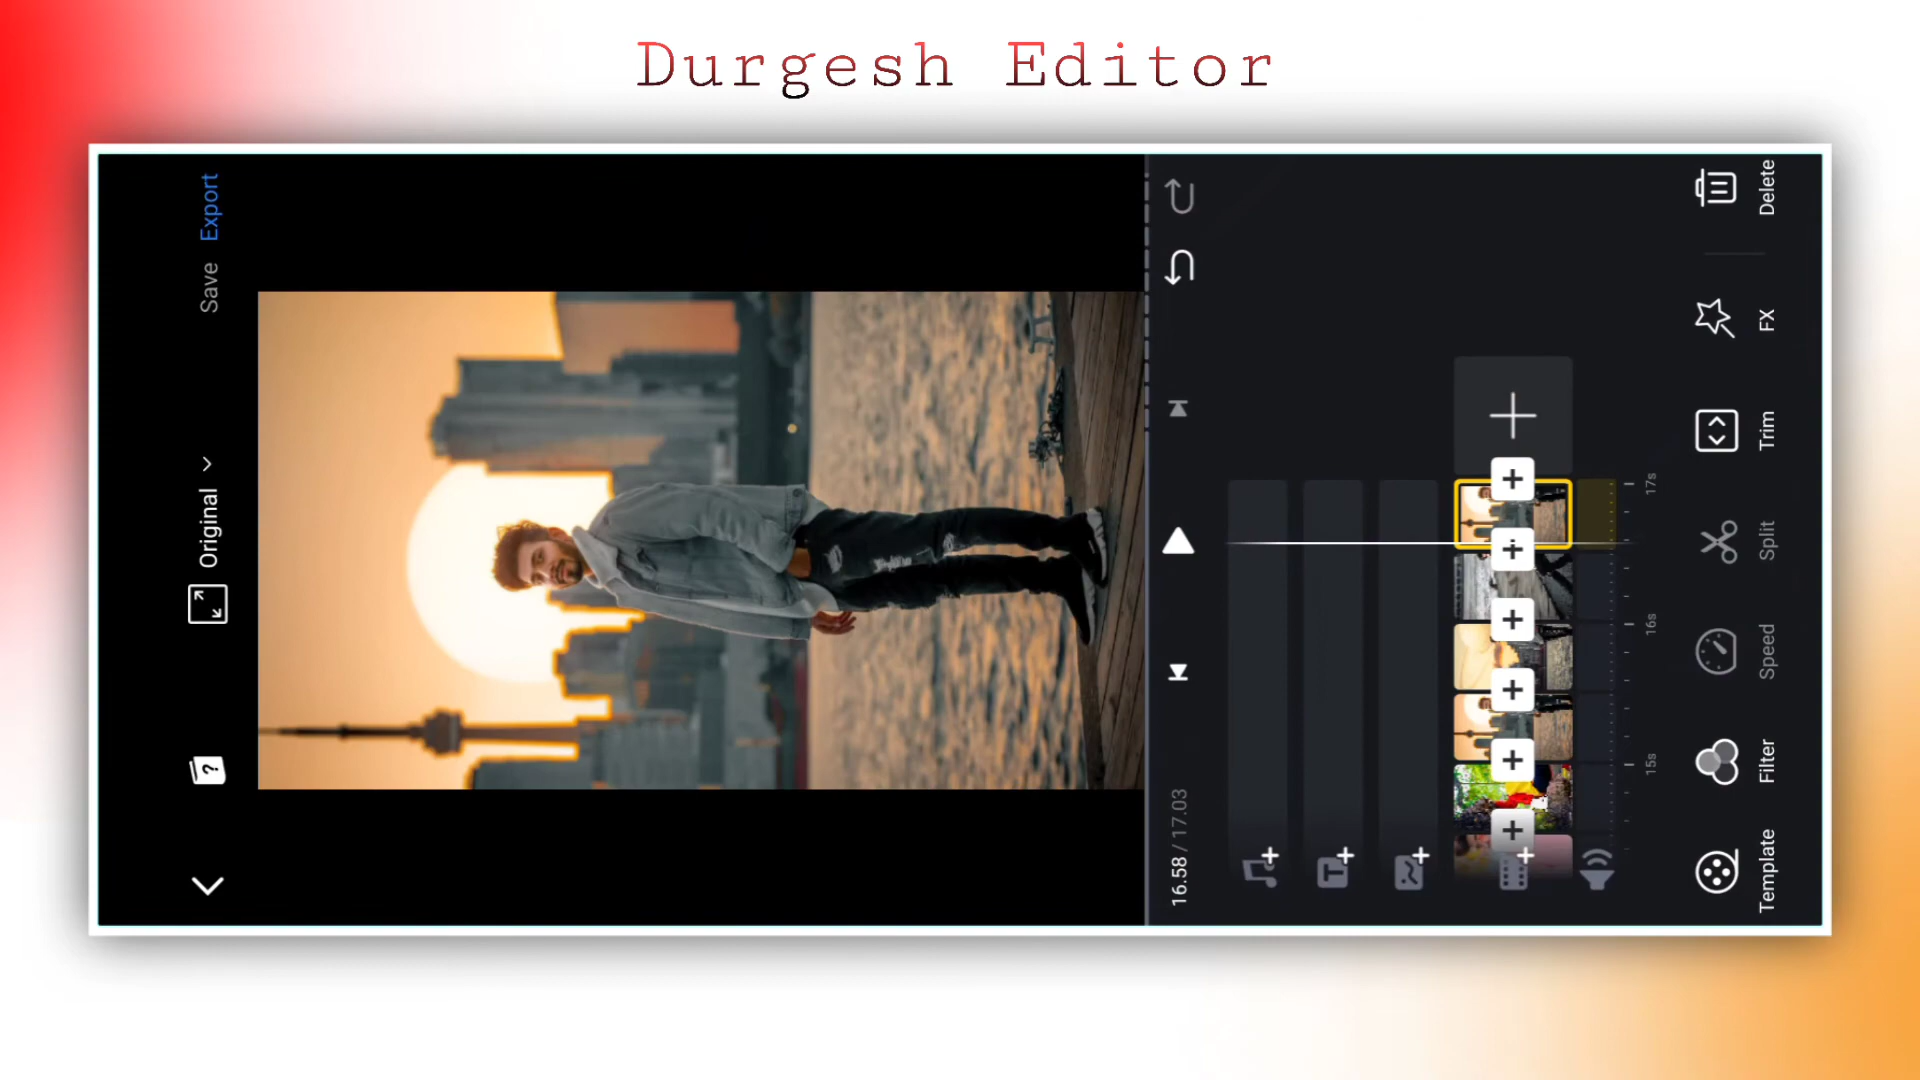 Durgesh Editor
Original
Save Export
16.58 / 17.03
15s 16s 17s
Template Filter Speed Split Trim FX Delete